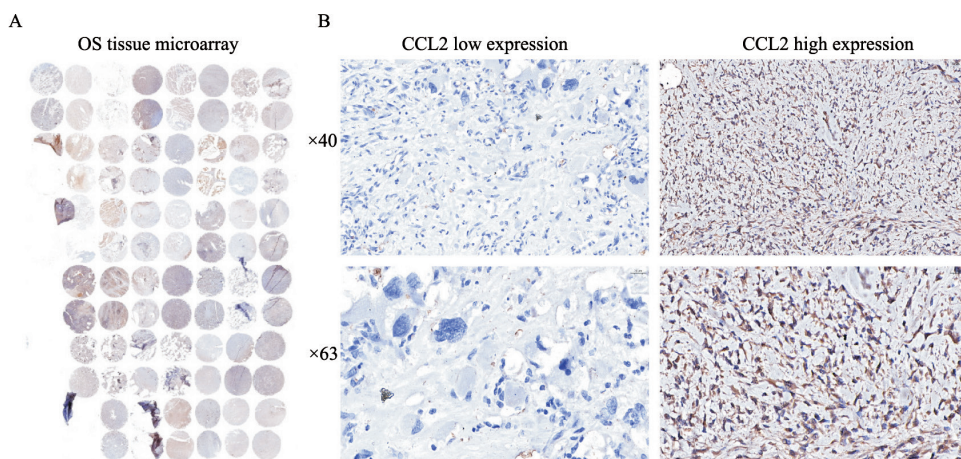 A
B
OS tissue microarray
CCL2 low expression
CCL2 high expression
×40
×63